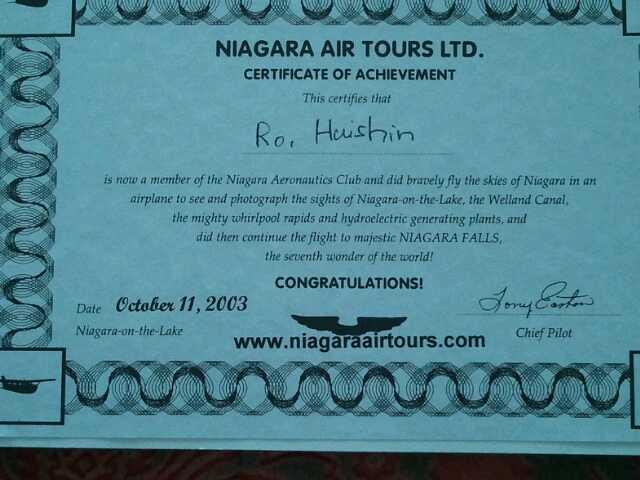 NIAGARA AIR TOURS LTD.
CERTIFICATE OF ACHIEVEMENT
This certifies that
Ro. Huishin
is now a member of the Niagara Aeronautics Club and did bravely fly the skies of Niagara in an
airplane to see and photograph the sights of Niagara-on-the-Lake, the Welland Canal,
the mighty whirlpool rapids and hydroelectric generating plants, and
did then continue the flight to majestic NIAGARA FALLS,
the seventh wonder of the world!
CONGRATULATIONS!
Date October 11, 2003
Tony Easton
Niagara-on-the-Lake
Chief Pilot
www.niagaraairtours.com